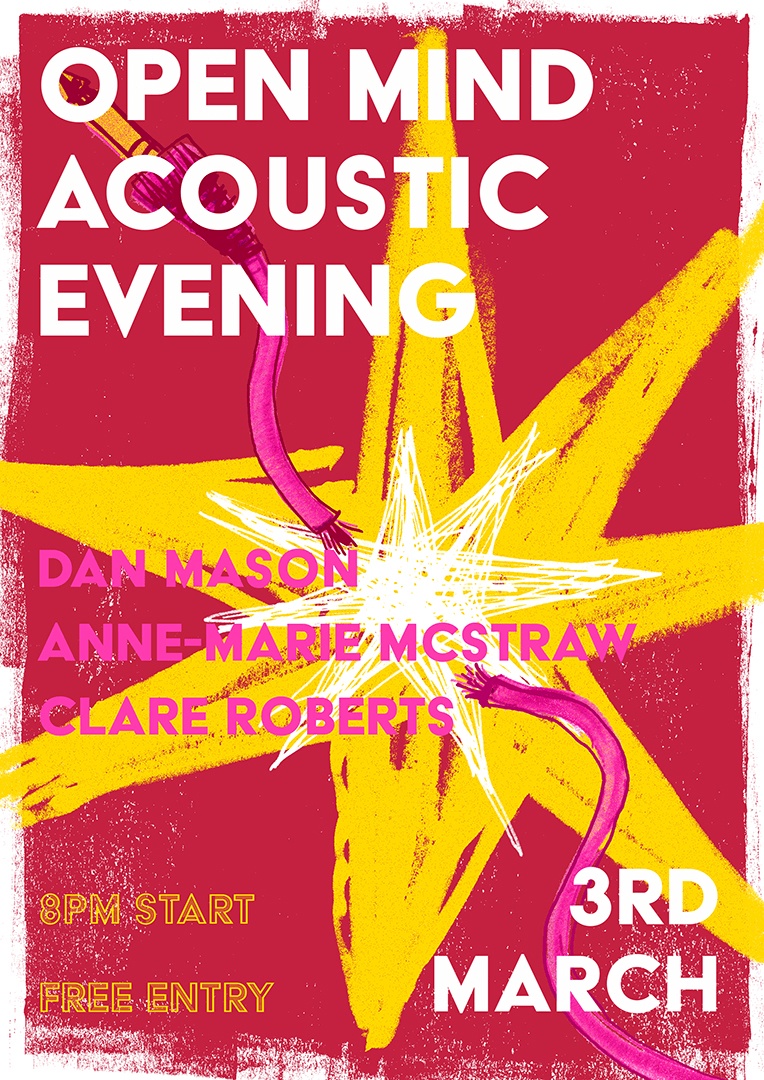 OPEN MIND
ACOUSTIC
EVENING
DAN MASON
ANNE-MARIE MCSTRAW
CLARE ROBERTS
8PM START
FREE ENTRY
3RD
MARCH